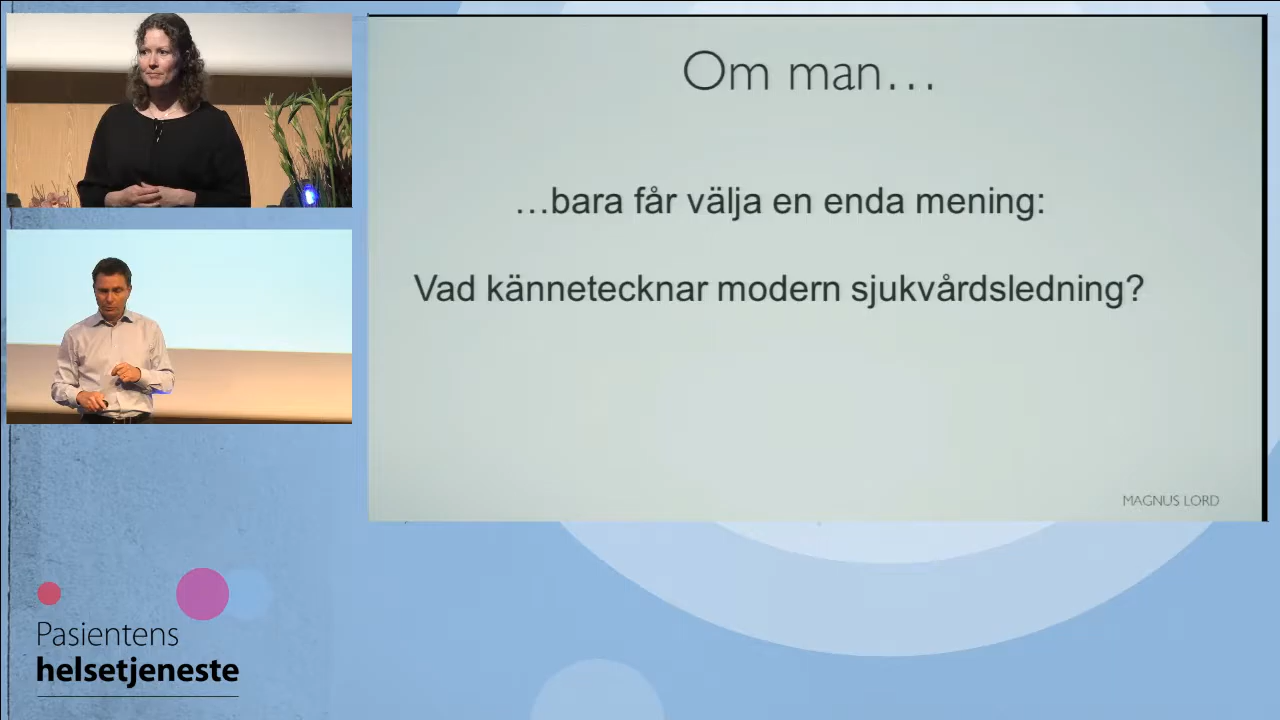 Om man...
...bara får välja en enda mening:
Vad kännetecknar modern sjukvårdsledning?
MAGNUS LORD
Pasientens
helsetjeneste